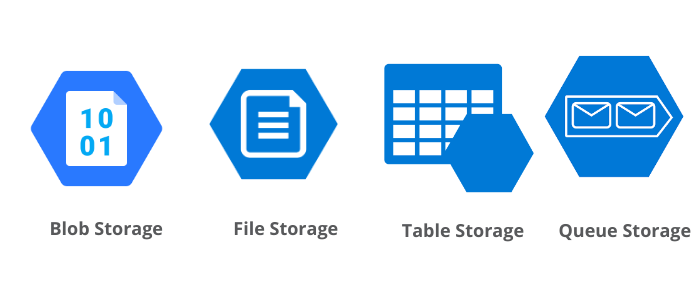 10
01
Blob Storage
File Storage
Table Storage
Queue Storage